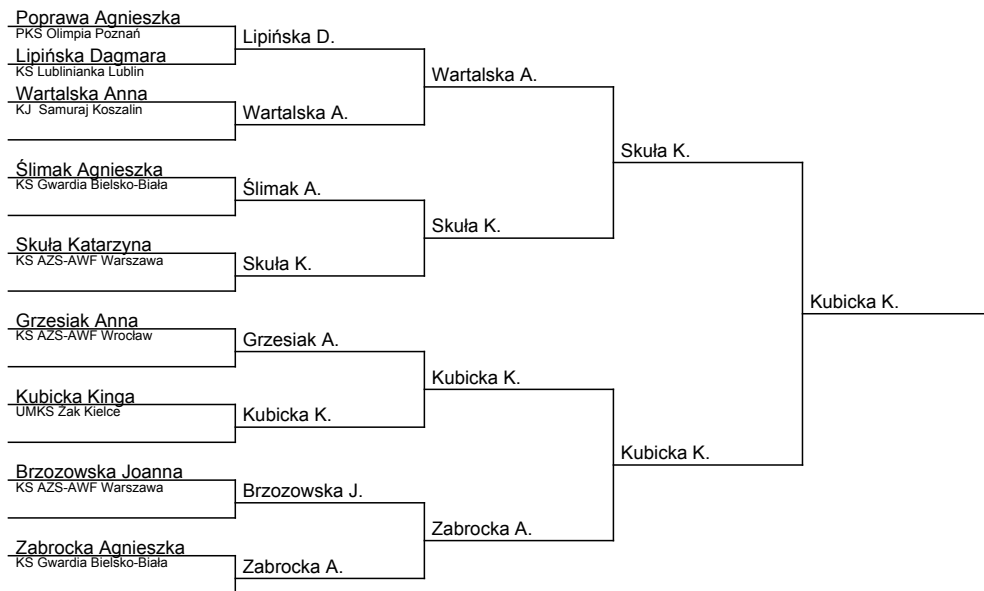 Poprawa Agnieszka
PKS Olimpia Poznań
Lipińska D.
Lipińska Dagmara
KS Lublinianka Lublin
Wartalska A.
Wartalska Anna
KJ Samuraj Koszalin
Wartalska A.
Skuła K.
Ślimak Agnieszka
KS Gwardia Bielsko-Biała
Ślimak A.
Skuła K.
Skuła Katarzyna
KS AZS-AWF Warszawa
Skuła K.
Kubicka K.
Grzesiak Anna
KS AZS-AWF Wrocław
Grzesiak A.
Kubicka K.
Kubicka Kinga
UMKS Żak Kielce
Kubicka K.
Kubicka K.
Brzozowska Joanna
KS AZS-AWF Warszawa
Brzozowska J.
Zabrocka A.
Zabrocka Agnieszka
KS Gwardia Bielsko-Biała
Zabrocka A.